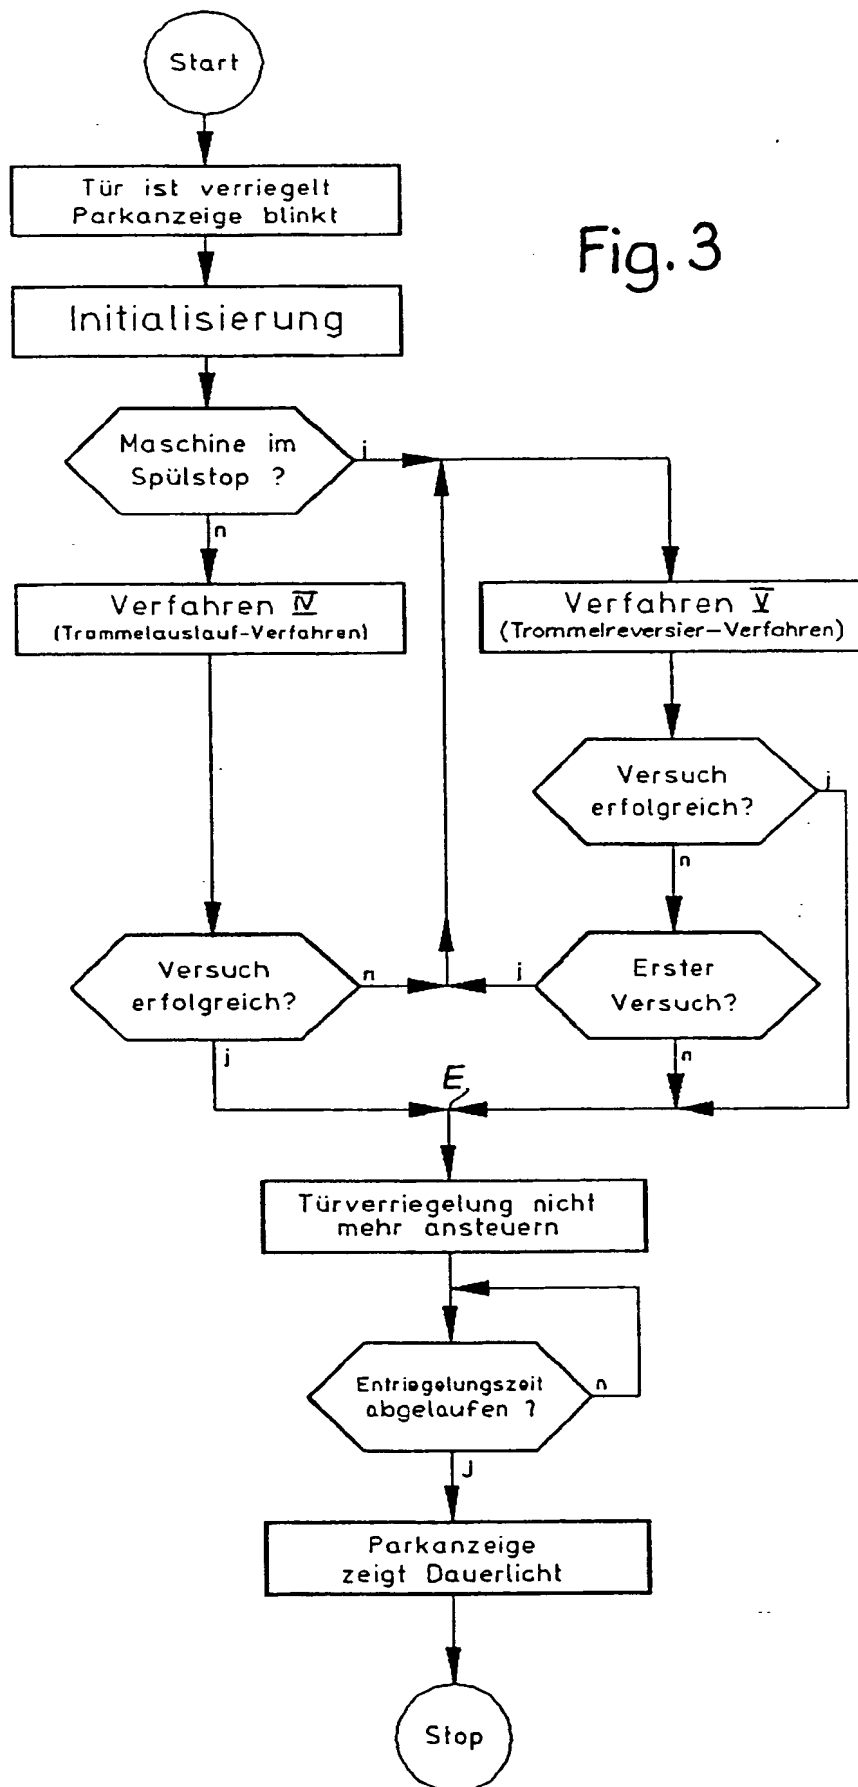 Start
Tür ist verriegelt
Parkanzeige blinkt
Fig. 3
Initialisierung
Maschine im
Spülstop ?
j
n
Verfahren IV
(Trommelauslauf-Verfahren)
Verfahren V
(Trommelreversier-Verfahren)
Versuch
erfolgreich?
j
n
Versuch
erfolgreich?
n
j
Erster
Versuch?
j
n
E
Türverriegelung nicht
mehr ansteuern
Entriegelungszeit
abgelaufen ?
n
j
Parkanzeige
zeigt Dauerlicht
Stop